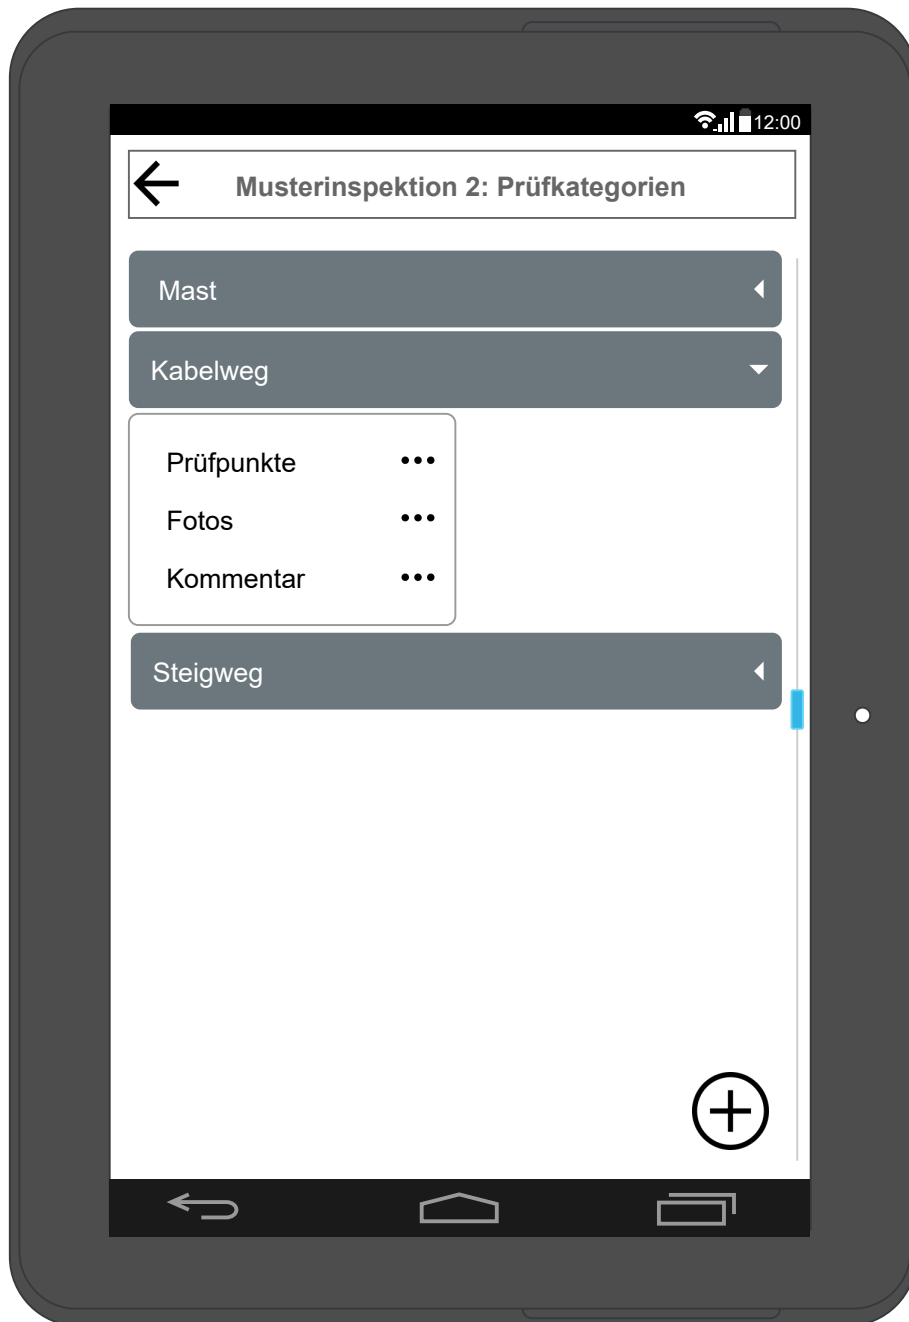 12:00
Musterinspektion 2: Prüfkategorien
Mast
Kabelweg
Prüfpunkte •••
Fotos •••
Kommentar •••
Steigweg